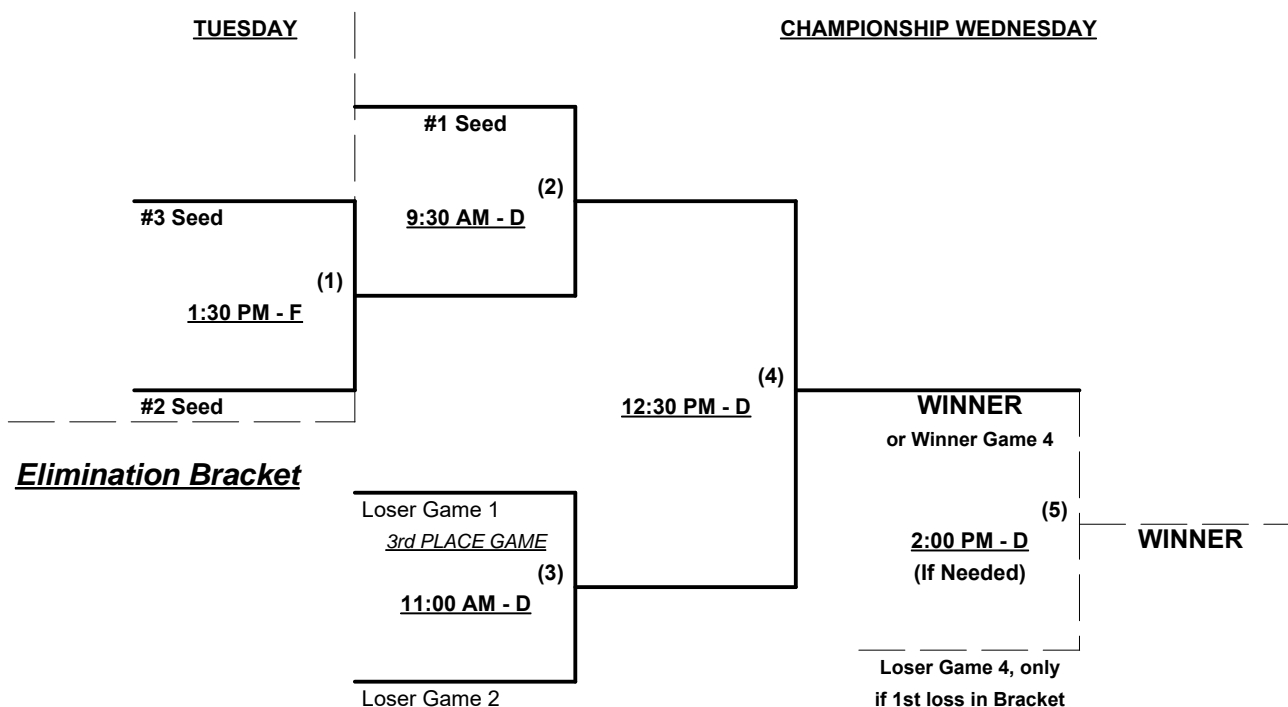 TUESDAY
CHAMPIONSHIP WEDNESDAY
#1 Seed
(2)
9:30 AM - D
#3 Seed
(1)
1:30 PM - F
#2 Seed
(4)
12:30 PM - D
WINNER
or Winner Game 4
Elimination Bracket
Loser Game 1
3rd PLACE GAME
(3)
11:00 AM - D
Loser Game 2
(5)
2:00 PM - D
(If Needed)
WINNER
Loser Game 4, only
if 1st loss in Bracket